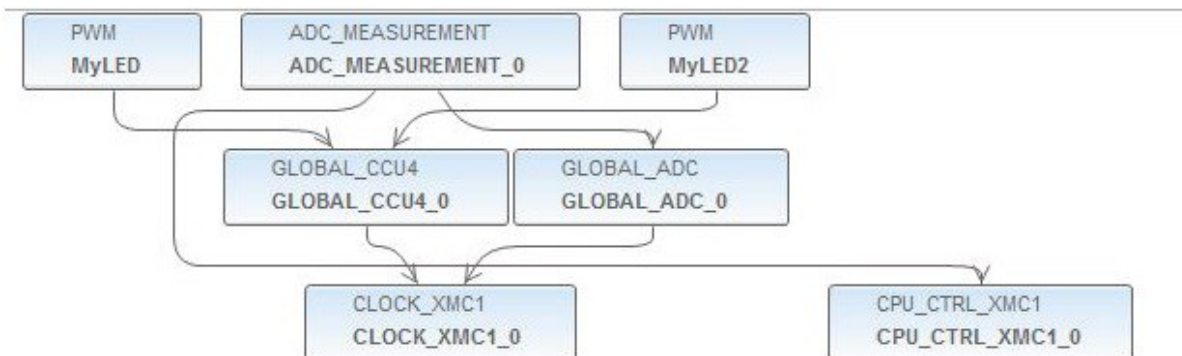 PWM
MyLED
ADC_MEASUREMENT
ADC_MEASUREMENT_0
PWM
MyLED2
GLOBAL_CCU4
GLOBAL_CCU4_0
GLOBAL_ADC
GLOBAL_ADC_0
CLOCK_XMC1
CLOCK_XMC1_0
CPU_CTRL_XMC1
CPU_CTRL_XMC1_0